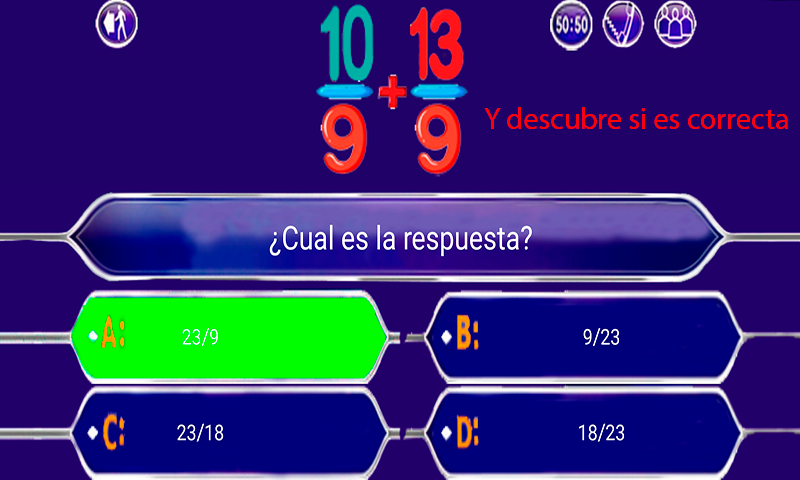 50:50
10/9 + 13/9
Y descubre si es correcta
¿Cual es la respuesta?
A: 23/9
B: 9/23
C: 23/18
D: 18/23